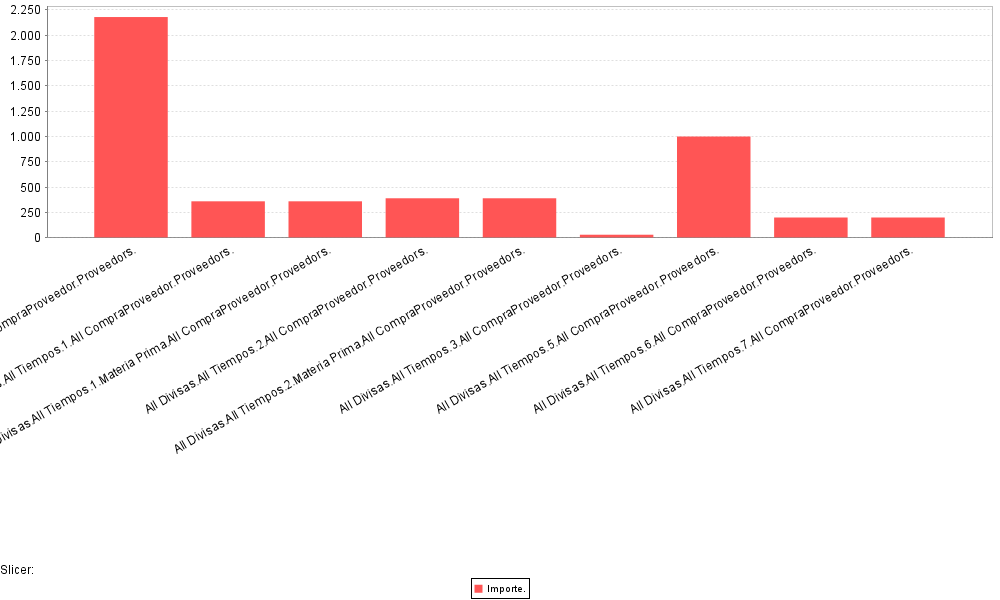 2.250
2.000
1.750
1.500
1.250
1.000
750
500
250
0
CompraProveedor.Proveedors.
.All Tiempos.1.All CompraProveedor.Proveedors.
Divisas.All Tiempos.1.Materia Prima.All CompraProveedor.Proveedors.
All Divisas.All Tiempos.2.All CompraProveedor.Proveedors.
All Divisas.All Tiempos.2.Materia Prima.All CompraProveedor.Proveedors.
All Divisas.All Tiempos.3.All CompraProveedor.Proveedors.
All Divisas.All Tiempos.5.All CompraProveedor.Proveedors.
All Divisas.All Tiempos.6.All CompraProveedor.Proveedors.
All Divisas.All Tiempos.7.All CompraProveedor.Proveedors.
Slicer:
Importe.